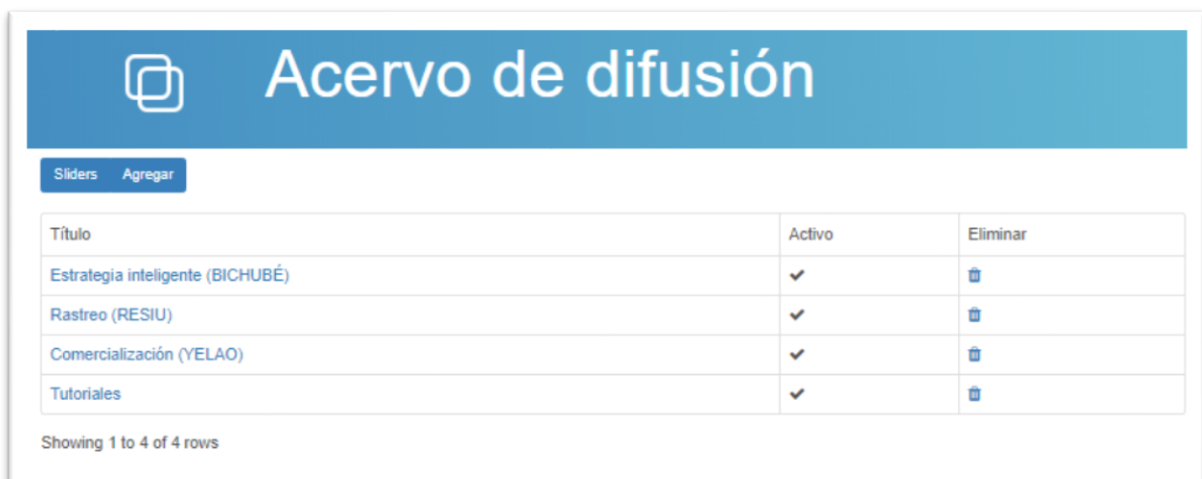 Acervo de difusión
Sliders Agregar
Título Activo Eliminar
Estrategia inteligente (BICHUBÉ)
Rastreo (RESIU)
Comercialización (YELAO)
Tutoriales
Showing 1 to 4 of 4 rows